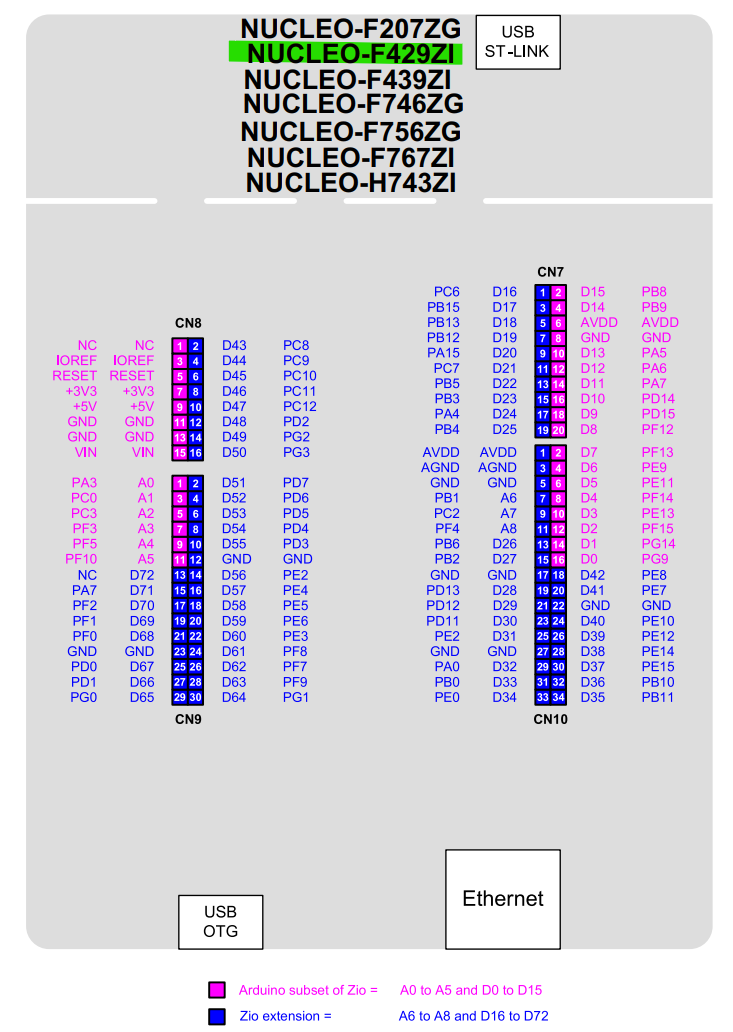 NUCLEO-F207ZG
NUCLEO-F429ZI
NUCLEO-F439ZI
NUCLEO-F746ZG
NUCLEO-F756ZG
NUCLEO-F767ZI
NUCLEO-H743ZI
USB
ST-LINK
CN8
NC NC 1 2 D43 PC8
IOREF IOREF 3 4 D44 PC9
RESET RESET 5 6 D45 PC10
+3V3 +3V3 7 8 D46 PC11
+5V +5V 9 10 D47 PC12
GND GND 11 12 D48 PD2
GND GND 13 14 D49 PG2
VIN VIN 15 16 D50 PG3
PA3 A0 1 2 D51 PD7
PC0 A1 3 4 D52 PD6
PC3 A2 5 6 D53 PD5
PF3 A3 7 8 D54 PD4
PF5 A4 9 10 D55 PD3
PF10 A5 11 12 GND GND
NC D72 13 14 D56 PE2
PA7 D71 15 16 D57 PE4
PF2 D70 17 18 D58 PE5
PF1 D69 19 20 D59 PE6
PF0 D68 21 22 D60 PE3
GND GND 23 24 D61 PF8
PD0 D67 25 26 D62 PF7
PD1 D66 27 28 D63 PF9
PG0 D65 29 30 D64 PG1
CN9
CN7
PC6 D16 1 2 D15 PB8
PB15 D17 3 4 D14 PB9
PB13 D18 5 6 AVDD AVDD
PB12 D19 7 8 GND GND
PA15 D20 9 10 D13 PA5
PC7 D21 11 12 D12 PA6
PB5 D22 13 14 D11 PA7
PB3 D23 15 16 D10 PD14
PA4 D24 17 18 D9 PD15
PB4 D25 19 20 D8 PF12
AVDD AVDD 1 2 D7 PF13
AGND AGND 3 4 D6 PE9
GND GND 5 6 D5 PE11
PB1 A6 7 8 D4 PF14
PC2 A7 9 10 D3 PE13
PF4 A8 11 12 D2 PF15
PB6 D26 13 14 D1 PG14
PB2 D27 15 16 D0 PG9
GND GND 17 18 D42 PE8
PD13 D28 19 20 D41 PE7
PD12 D29 21 22 GND GND
PD11 D30 23 24 D40 PE10
PE2 D31 25 26 D39 PE12
GND GND 27 28 D38 PE14
PA0 D32 29 30 D37 PE15
PB0 D33 31 32 D36 PB10
PE0 D34 33 34 D35 PB11
CN10
USB
OTG
Ethernet
Arduino subset of Zio = A0 to A5 and D0 to D15
Zio extension = A6 to A8 and D16 to D72